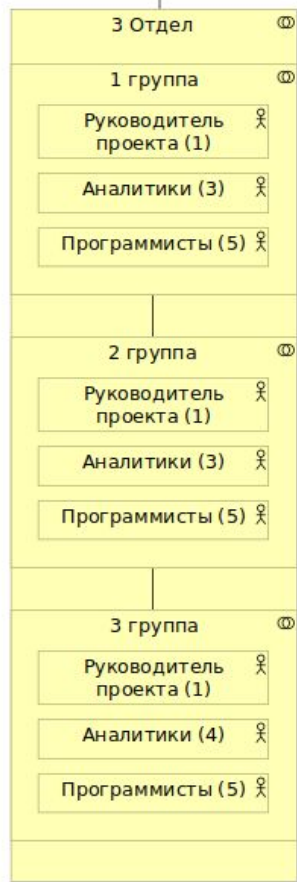 3 Отдел
1 группа
Руководитель
проекта (1)
Аналитики (3)
Программисты (5)
2 группа
Руководитель
проекта (1)
Аналитики (3)
Программисты (5)
3 группа
Руководитель
проекта (1)
Аналитики (4)
Программисты (5)